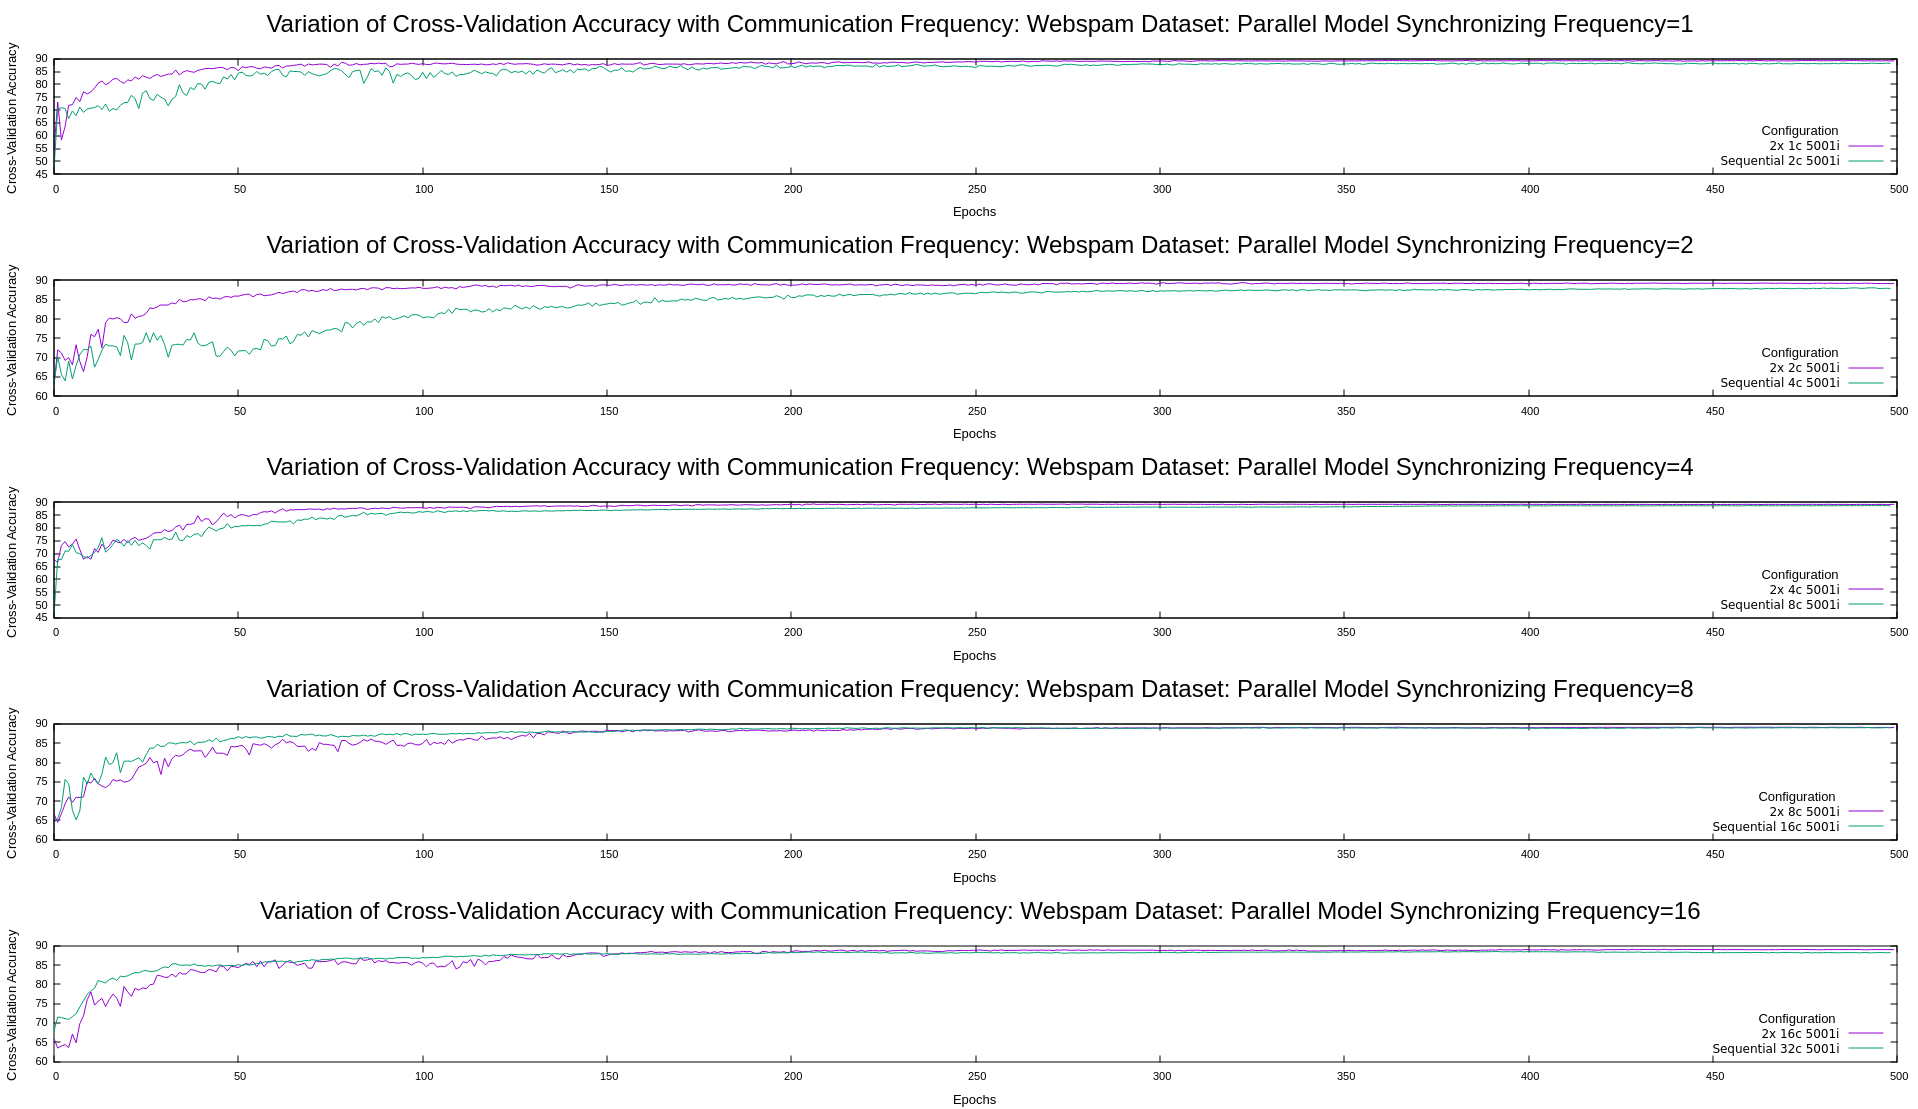 Variation of Cross-Validation Accuracy with Communication Frequency: Webspam Dataset: Parallel Model Synchronizing Frequency=1
Cross-Validation Accuracy
90
85
80
75
70
65
60
55
50
45
0 50 100 150 200 250 300 350 400 450 500
Epochs
Configuration
2x 1c 5001i
Sequential 2c 5001i
Variation of Cross-Validation Accuracy with Communication Frequency: Webspam Dataset: Parallel Model Synchronizing Frequency=2
Cross-Validation Accuracy
90
85
80
75
70
65
60
0 50 100 150 200 250 300 350 400 450 500
Epochs
Configuration
2x 2c 5001i
Sequential 4c 5001i
Variation of Cross-Validation Accuracy with Communication Frequency: Webspam Dataset: Parallel Model Synchronizing Frequency=4
Cross-Validation Accuracy
90
85
80
75
70
65
60
55
50
45
0 50 100 150 200 250 300 350 400 450 500
Epochs
Configuration
2x 4c 5001i
Sequential 8c 5001i
Variation of Cross-Validation Accuracy with Communication Frequency: Webspam Dataset: Parallel Model Synchronizing Frequency=8
Cross-Validation Accuracy
90
85
80
75
70
65
60
0 50 100 150 200 250 300 350 400 450 500
Epochs
Configuration
2x 8c 5001i
Sequential 16c 5001i
Variation of Cross-Validation Accuracy with Communication Frequency: Webspam Dataset: Parallel Model Synchronizing Frequency=16
Cross-Validation Accuracy
90
85
80
75
70
65
60
0 50 100 150 200 250 300 350 400 450 500
Epochs
Configuration
2x 16c 5001i
Sequential 32c 5001i